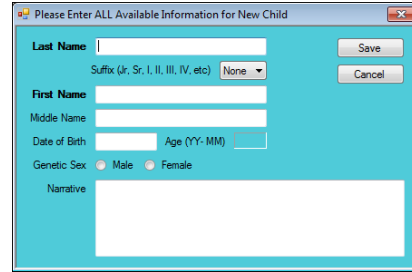 Please Enter ALL Available Information for New Child
Last Name
Save
Suffix (Jr, Sr, I, II, III, IV, etc) None
Cancel
First Name
Middle Name
Date of Birth Age (YY- MM)
Genetic Sex Male Female
Narrative